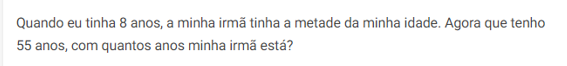 Quando eu tinha 8 anos, a minha irmã tinha a metade da minha idade. Agora que tenho
55 anos, com quantos anos minha irmã está?